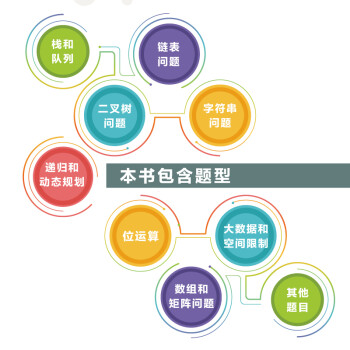 栈和
队列
链表
问题
二叉树
问题
字符串
问题
递归和
动态规划
本书包含题型
位运算
大数据和
空间限制
数组和
矩阵问题
其他
题目